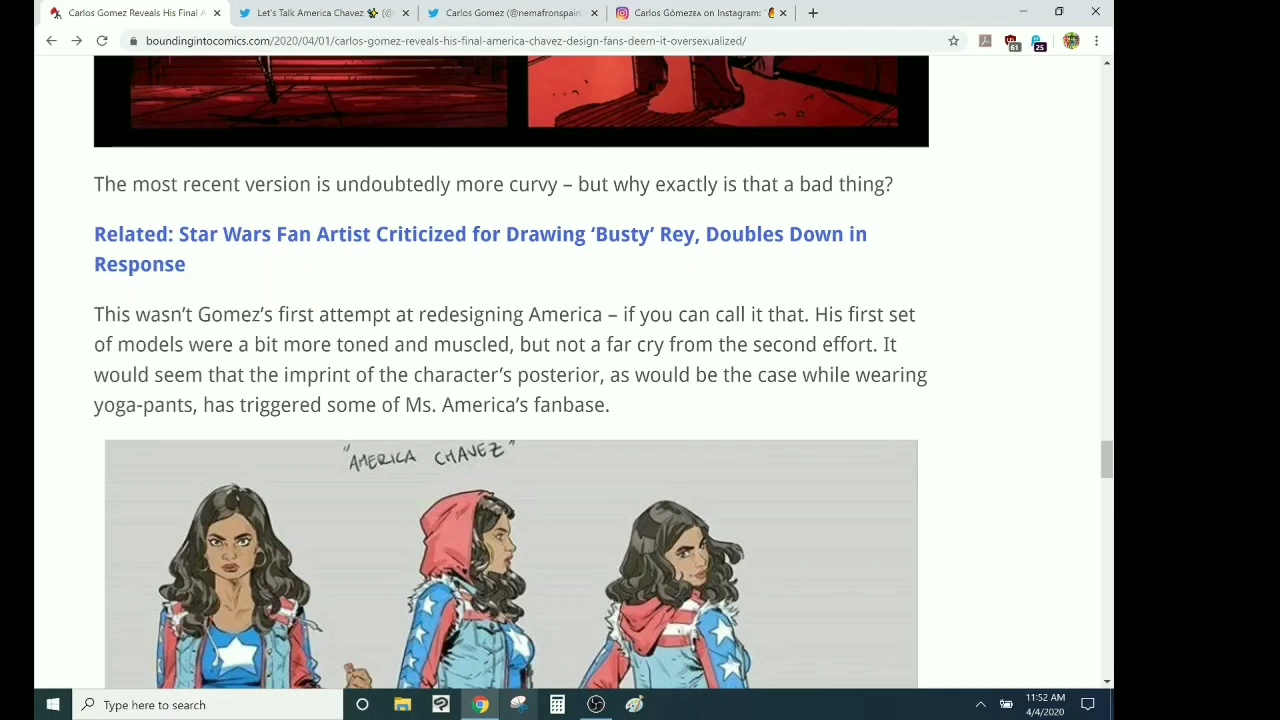 Carlos Gomez Reveals His Final A
Let's Talk America Chavez (@
Carlos Gomez (@nemafronspain
Carlos Gómez on Instagram: "
boundingintocomics.com/2020/04/01/carlos-gomez-reveals-his-final-america-chavez-design-fans-deem-it-oversexualized/
61
25
The most recent version is undoubtedly more curvy – but why exactly is that a bad thing?
Related: Star Wars Fan Artist Criticized for Drawing ‘Busty’ Rey, Doubles Down in
Response
This wasn’t Gomez’s first attempt at redesigning America – if you can call it that. His first set
of models were a bit more toned and muscled, but not a far cry from the second effort. It
would seem that the imprint of the character’s posterior, as would be the case while wearing
yoga-pants, has triggered some of Ms. America’s fanbase.
"AMERICA CHAVEZ"
Type here to search
11:52 AM
4/4/2020